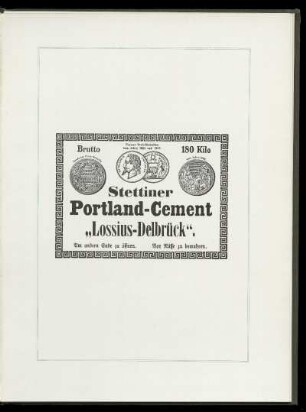 Brutto 180 Kilo
Stettiner
Portland-Cement
„Lossius-Delbrück“.
Am andern Ende zu öffnen. Vor Nässe zu bewahren.